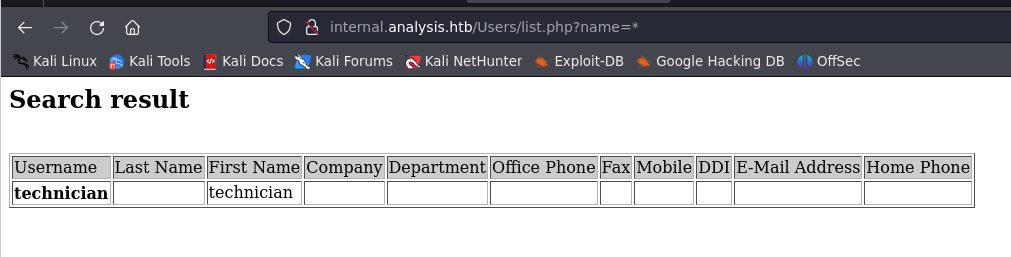 internal.analysis.htb/Users/list.php?name=*
Kali Linux Kali Tools Kali Docs Kali Forums Kali NetHunter Exploit-DB Google Hacking DB OffSec
Search result
Username Last Name First Name Company Department Office Phone Fax Mobile DDI E-Mail Address Home Phone
technician technician